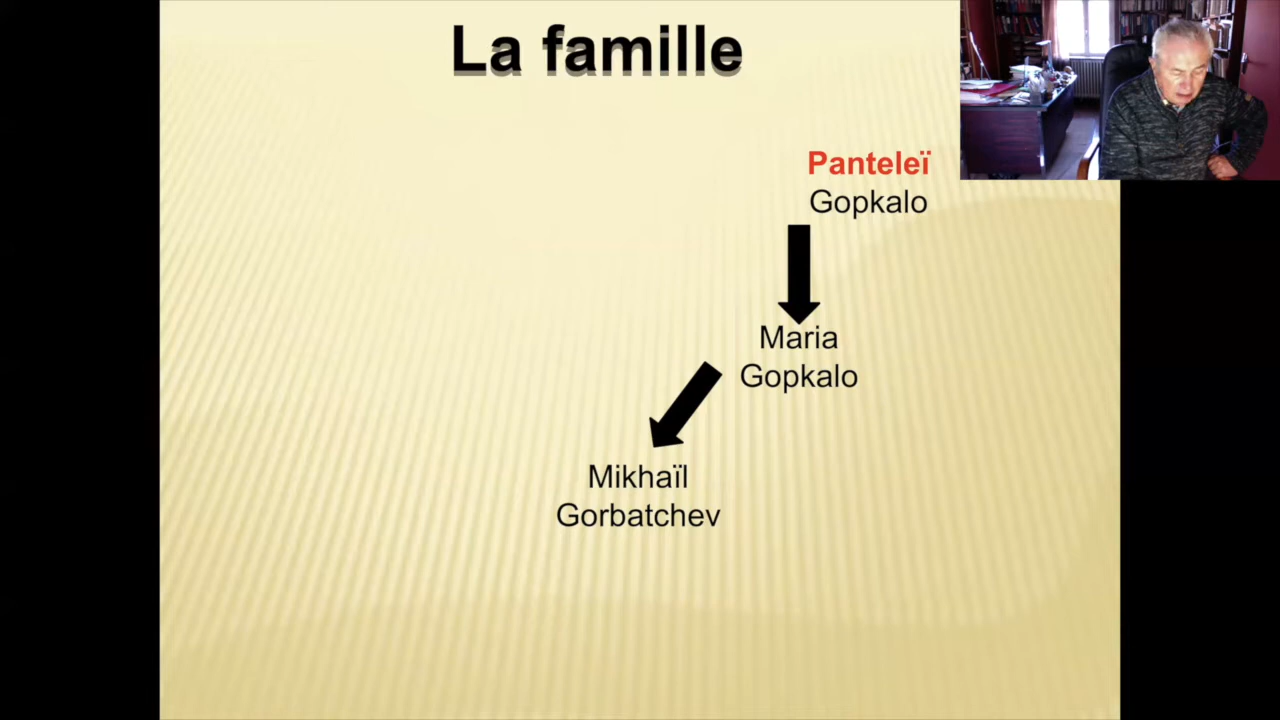 La famille
Panteleï
Gopkalo
Maria
Gopkalo
Mikhaïl
Gorbatchev